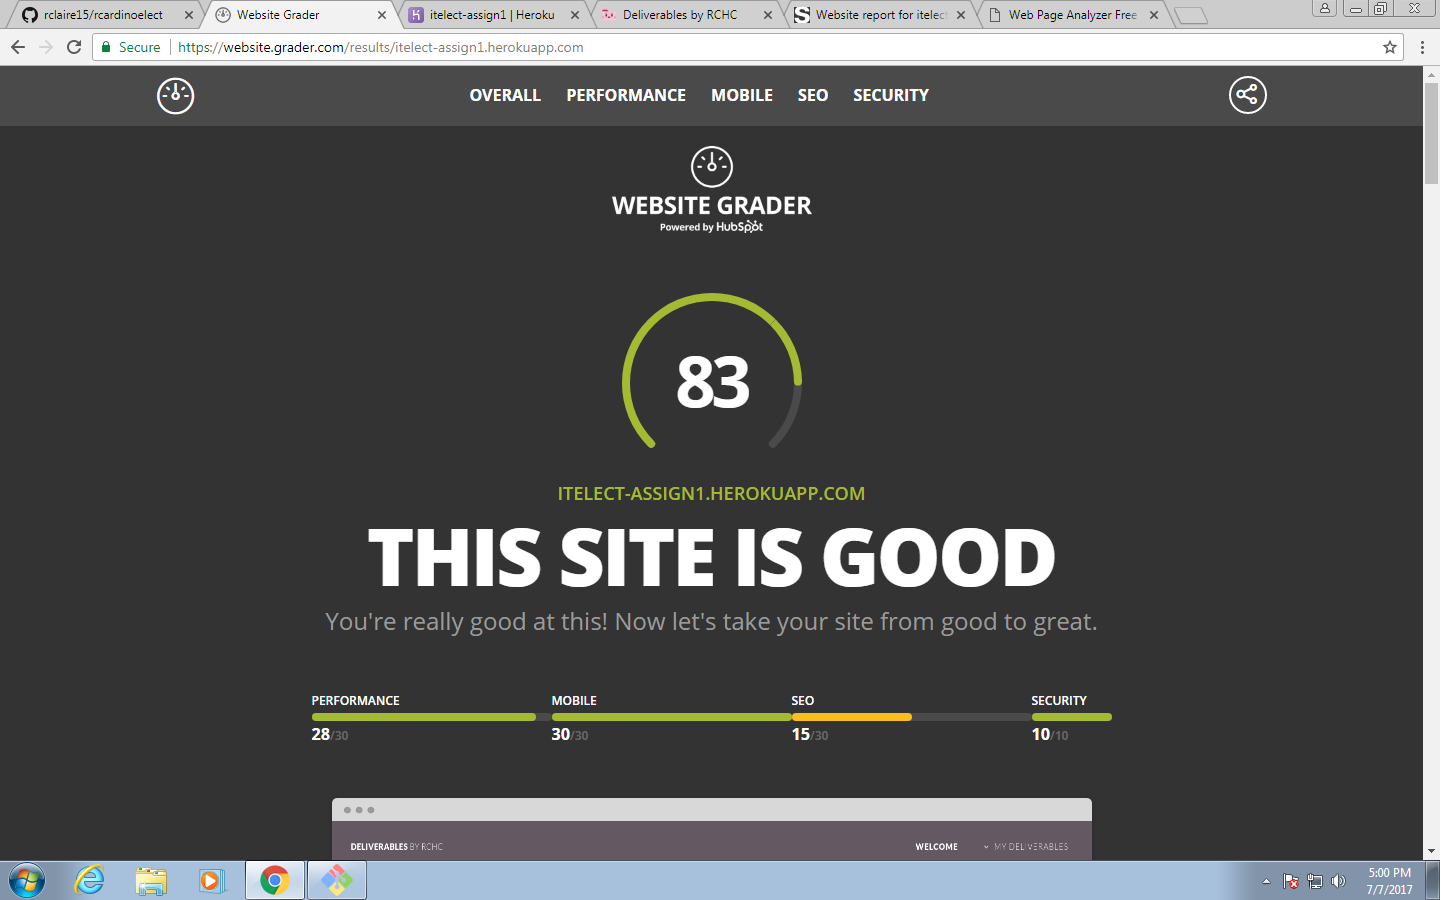 rclaire15/rcardinoelect
Website Grader
itelect-assign1 | Heroku
Deliverables by RCHC
Website report for itelect
Web Page Analyzer Free
Secure
https://website.grader.com/results/itelect-assign1.herokuapp.com
OVERALL PERFORMANCE MOBILE SEO SECURITY
WEBSITE GRADER
Powered by HubSpot
83
ITELECT-ASSIGN1.HEROKUAPP.COM
THIS SITE IS GOOD
You're really good at this! Now let's take your site from good to great.
PERFORMANCE
28/30
MOBILE
30/30
SEO
15/30
SECURITY
10/10
DELIVERABLES BY RCHC
WELCOME
MY DELIVERABLES
5:00 PM
7/7/2017